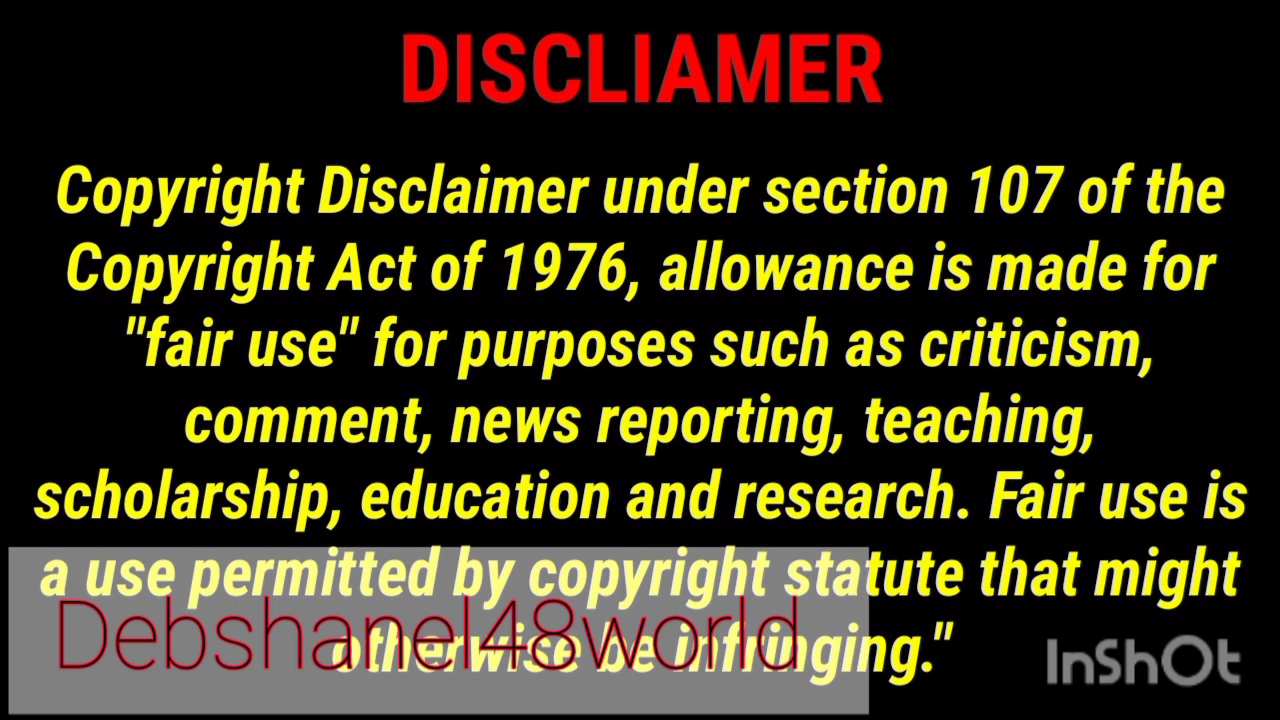 DISCLIAMER
Copyright Disclaimer under section 107 of the
Copyright Act of 1976, allowance is made for
"fair use" for purposes such as criticism,
comment, news reporting, teaching,
scholarship, education and research. Fair use is
a use permitted by copyright statute that might
otherwise be infringing."
Debshanel48world
InShOt